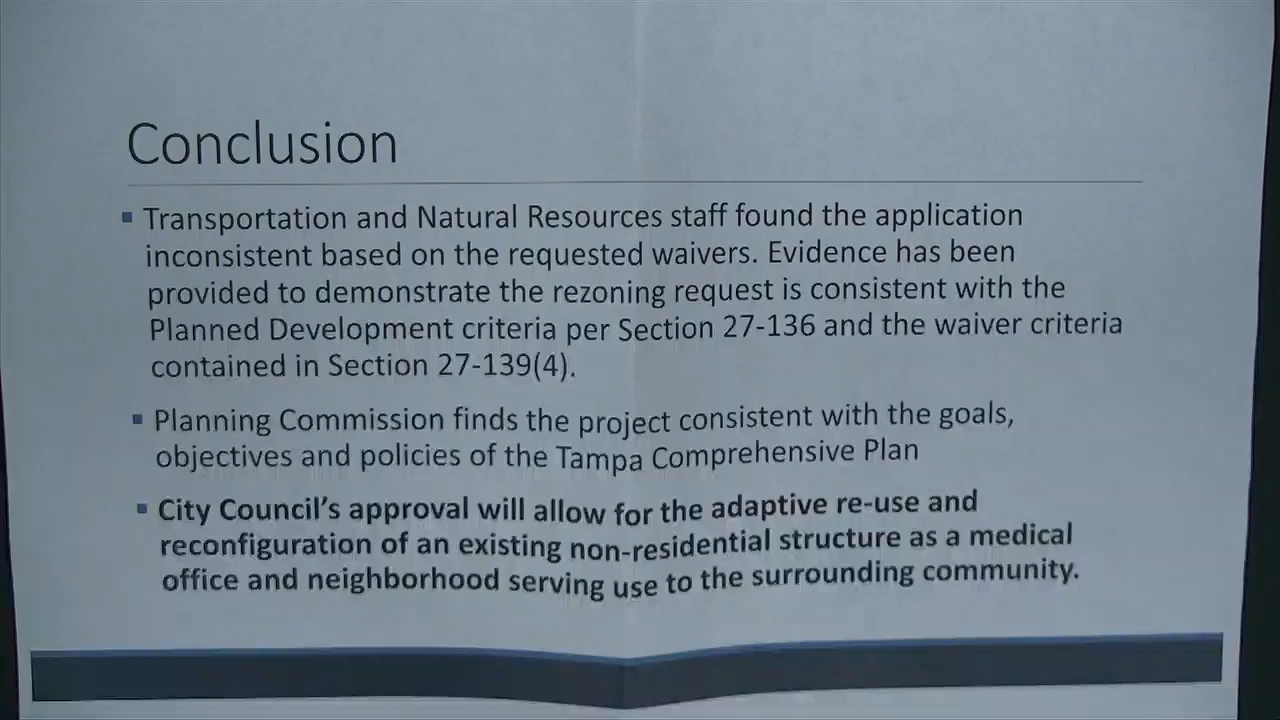 Conclusion
▪ Transportation and Natural Resources staff found the application
inconsistent based on the requested waivers. Evidence has been
provided to demonstrate the rezoning request is consistent with the
Planned Development criteria per Section 27-136 and the waiver criteria
contained in Section 27-139(4).
▪ Planning Commission finds the project consistent with the goals,
objectives and policies of the Tampa Comprehensive Plan
▪ City Council’s approval will allow for the adaptive re-use and
reconfiguration of an existing non-residential structure as a medical
office and neighborhood serving use to the surrounding community.